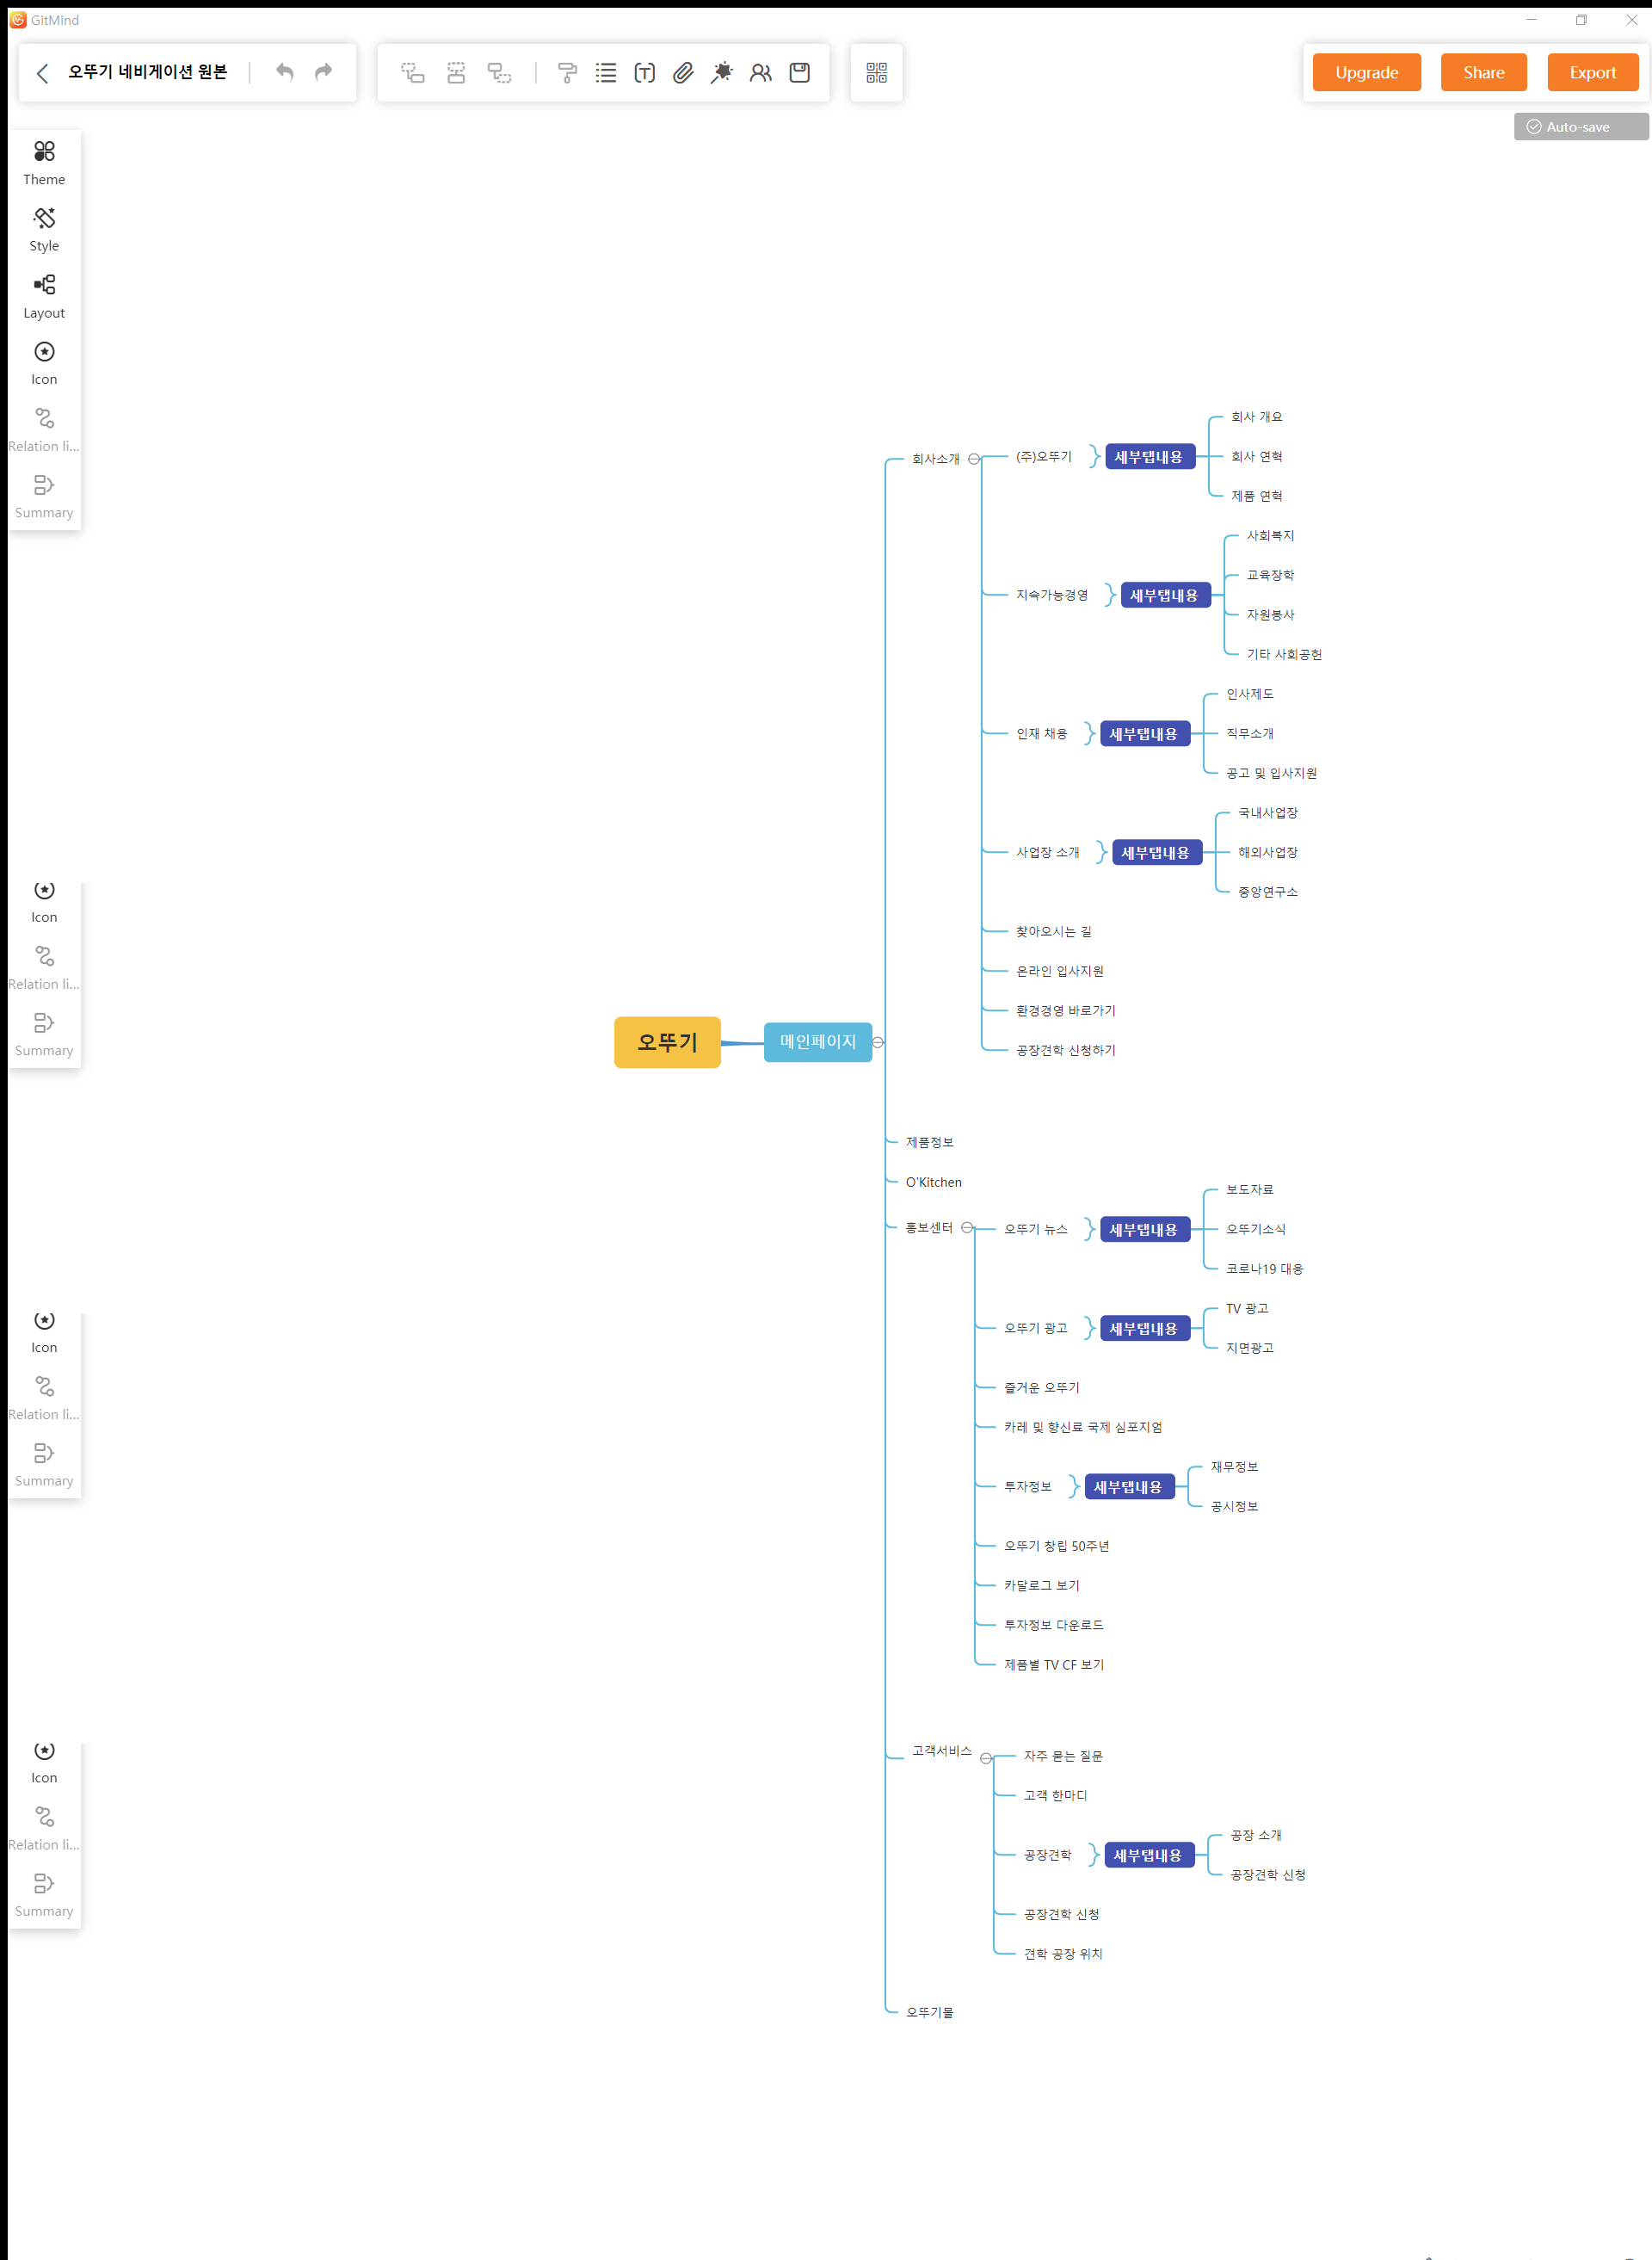 GitMind
오뚜기 네비게이션 원본
Upgrade
Share
Export
Auto-save
Theme
Style
Layout
Icon
Relation li...
Summary
오뚜기
메인페이지
회사소개
(주)오뚜기
세부탭내용
회사 개요
회사 연혁
제품 연혁
지속가능경영
세부탭내용
사회복지
교육장학
자원봉사
기타 사회공헌
인재 채용
세부탭내용
인사제도
직무소개
공고 및 입사지원
사업장 소개
세부탭내용
국내사업장
해외사업장
중앙연구소
찾아오시는 길
온라인 입사지원
환경경영 바로가기
공장견학 신청하기
제품정보
O'Kitchen
홍보센터
오뚜기 뉴스
세부탭내용
보도자료
오뚜기소식
코로나19 대응
오뚜기 광고
세부탭내용
TV 광고
지면광고
즐거운 오뚜기
카레 및 향신료 국제 심포지엄
투자정보
세부탭내용
재무정보
공시정보
오뚜기 창립 50주년
카달로그 보기
투자정보 다운로드
제품별 TV CF 보기
고객서비스
자주 묻는 질문
고객 한마디
공장견학
세부탭내용
공장 소개
공장견학 신청
공장견학 신청
견학 공장 위치
오뚜기몰
Icon
Relation li...
Summary
Icon
Relation li...
Summary
Icon
Relation li...
Summary